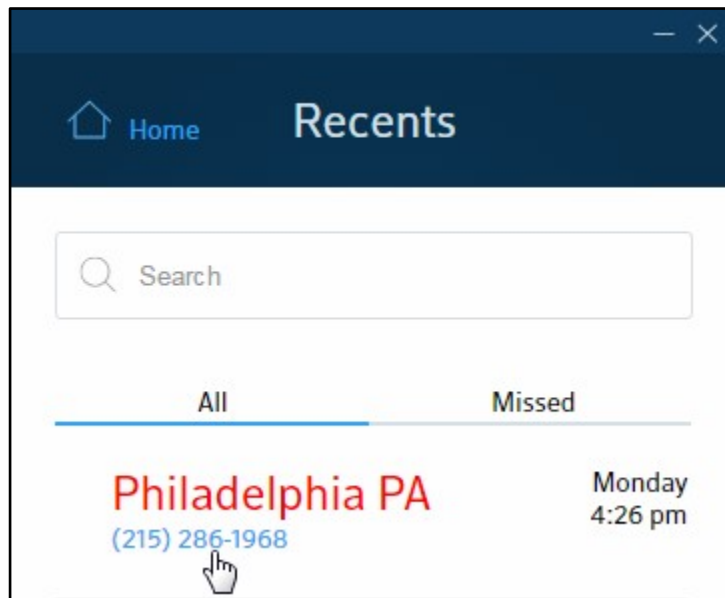 Home
Recents
Search
All
Missed
Philadelphia PA
(215) 286-1968
Monday
4:26 pm